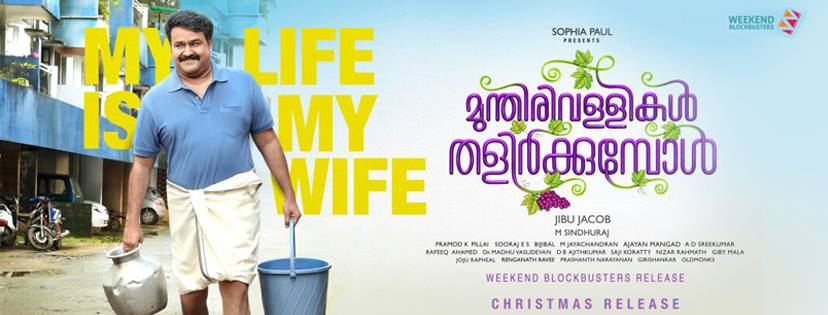 MY LIFE
IS MY
WIFE
WEEKEND
BLOCKBUSTERS
SOPHIA PAUL
PRESENTS
മുന്തിരിവള്ളികൾ
തളിർക്കുമ്പോൾ
JIBU JACOB
M SINDHURAJ
PRAMOD K PILLAI SOORAJ E S BIJIBAL M JAYACHANDRAN AJAYAN MANGAD A D SREEKUMAR
RAFEEQ AHAMED Dr. MADHU VASUDEVAN D B AJITHKUMAR SAJI KORATTY NIZAR RAHMATH GIBY MALA
JOJU RAPHEAL RENGANATH RAVEE PRASHANTH NARAYANAN GIRISHANKAR OLDMONKS
WEEKEND BLOCKBUSTERS RELEASE
CHRISTMAS RELEASE